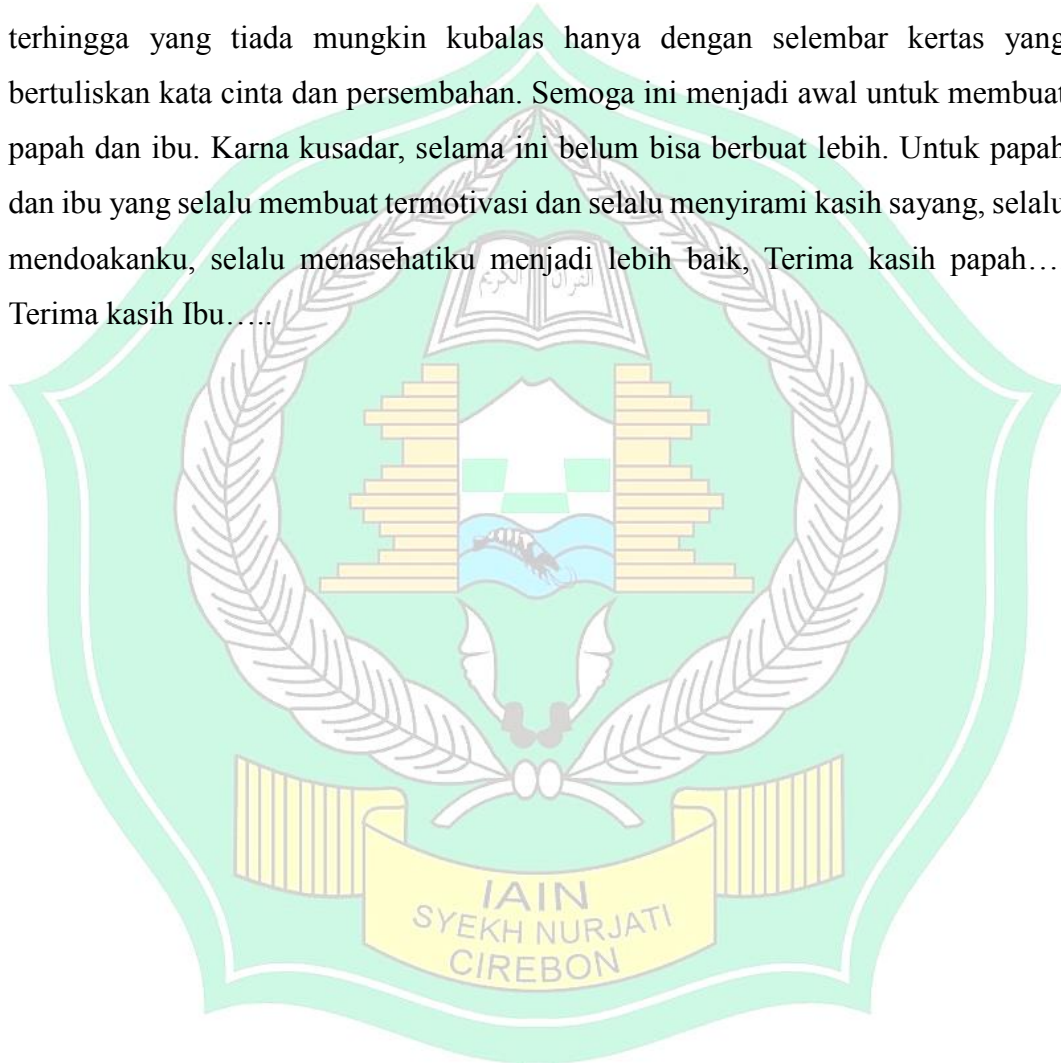 terhingga yang tiada mungkin kubalas hanya dengan selembar kertas yang
bertuliskan kata cinta dan persembahan. Semoga ini menjadi awal untuk membuat
papah dan ibu. Karna kusadar, selama ini belum bisa berbuat lebih. Untuk papah
dan ibu yang selalu membuat termotivasi dan selalu menyirami kasih sayang, selalu
mendoakanku, selalu menasehatiku menjadi lebih baik, Terima kasih papah…
Terima kasih Ibu…..
القرآن الكريم
IAIN
SYEKH NURJATI
CIREBON